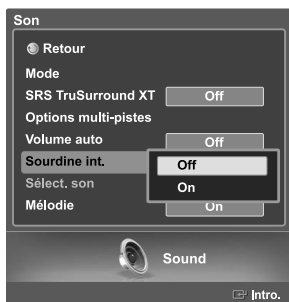 Son
Retour
Mode
SRS TruSurround XT Off
Options multi-pistes
Volume auto Off
Sourdine int. Off
On
Sélect. son
Mélodie On
Sound
Intro.